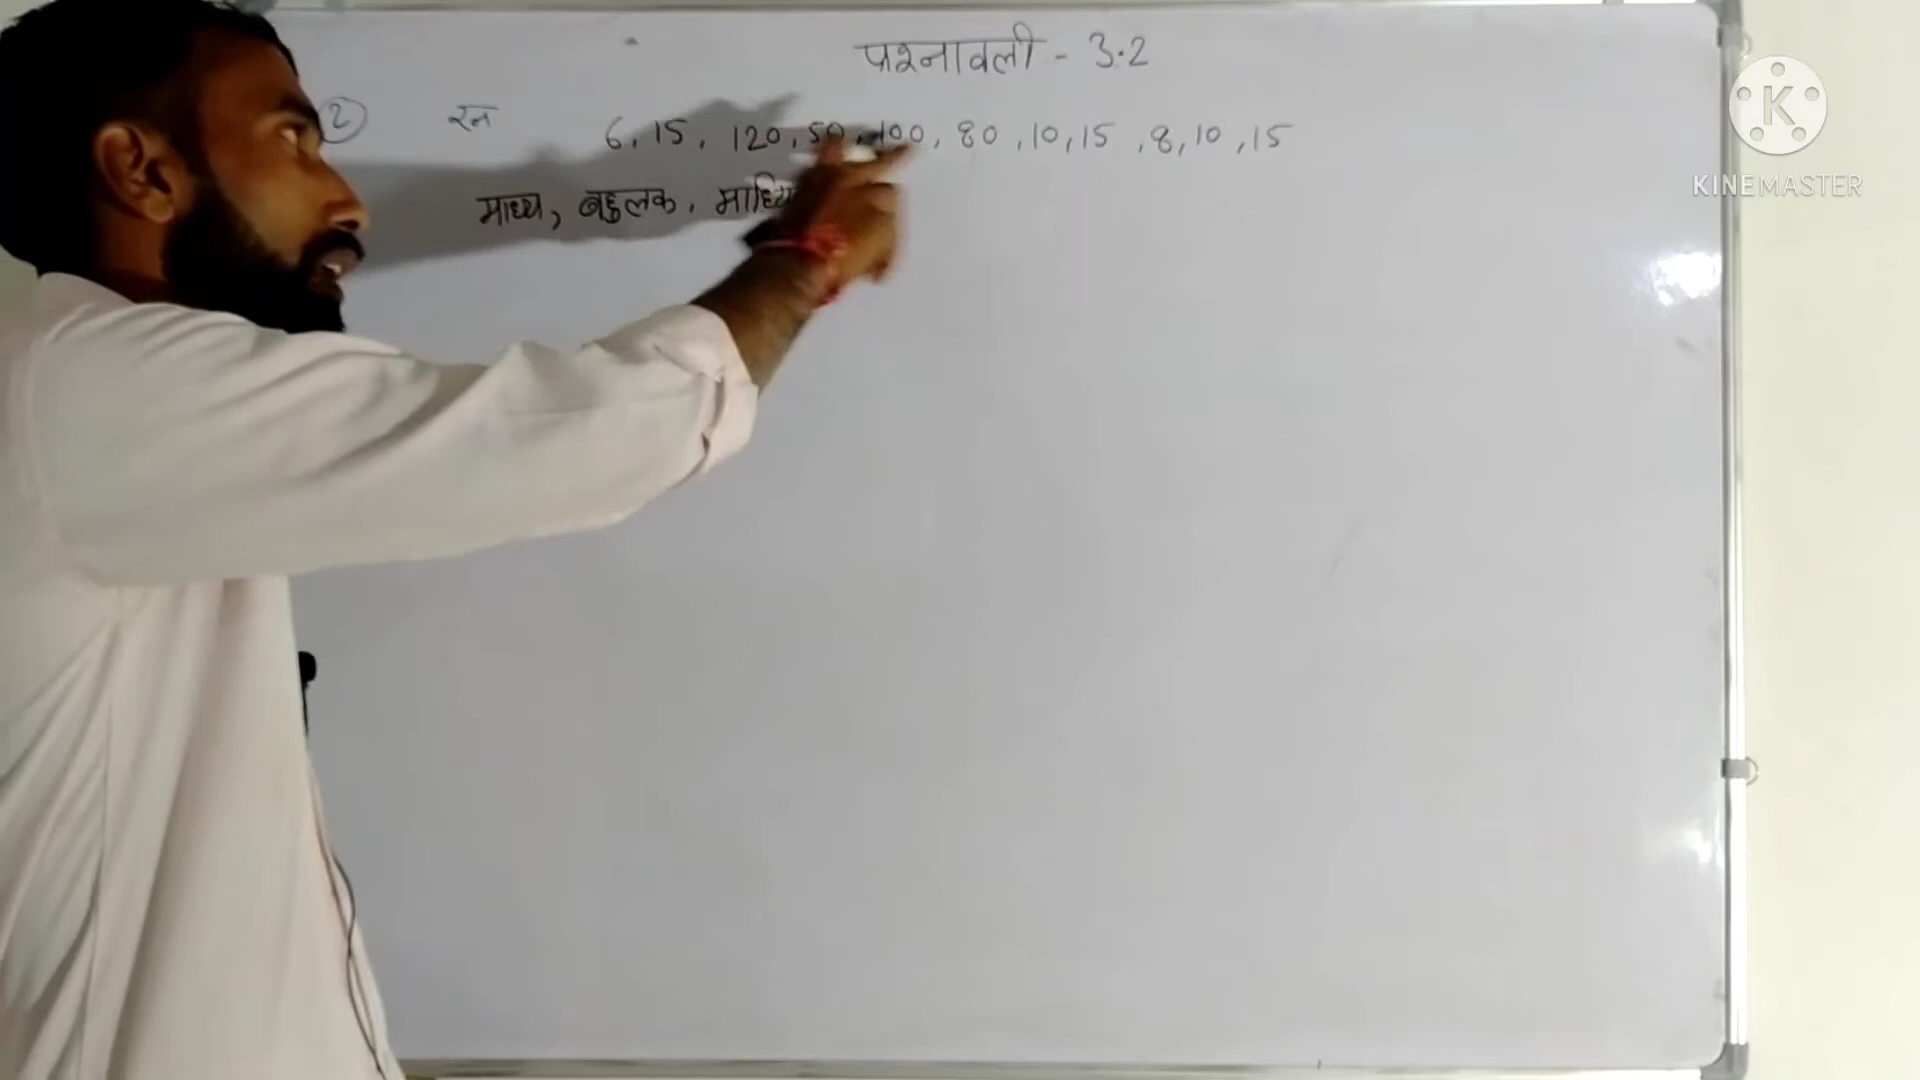 प्रश्नावली - 3.2
2 रन 6, 15, 120, 50, 100, 80, 10, 15, 8, 10, 15
माध्य, बहुलक,
K
KINEMASTER